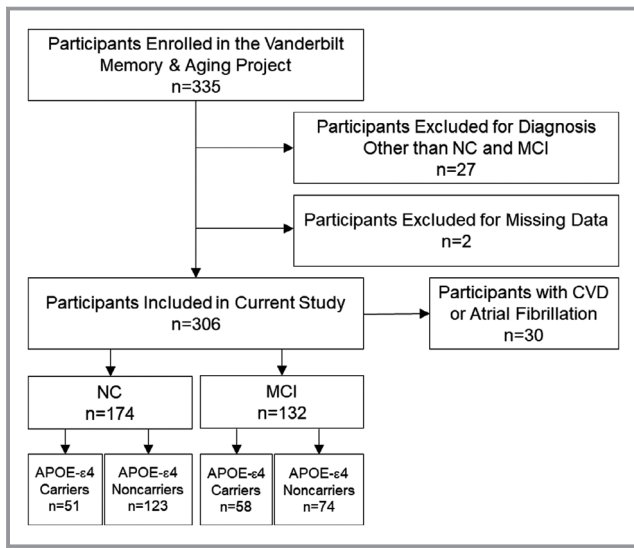 Participants Enrolled in the Vanderbilt
Memory & Aging Project
n=335
Participants Excluded for Diagnosis
Other than NC and MCI
n=27
Participants Excluded for Missing Data
n=2
Participants Included in Current Study
n=306
Participants with CVD
or Atrial Fibrillation
n=30
NC
n=174
MCI
n=132
APOE-ε4
Carriers
n=51
APOE-ε4
Noncarriers
n=123
APOE-ε4
Carriers
n=58
APOE-ε4
Noncarriers
n=74